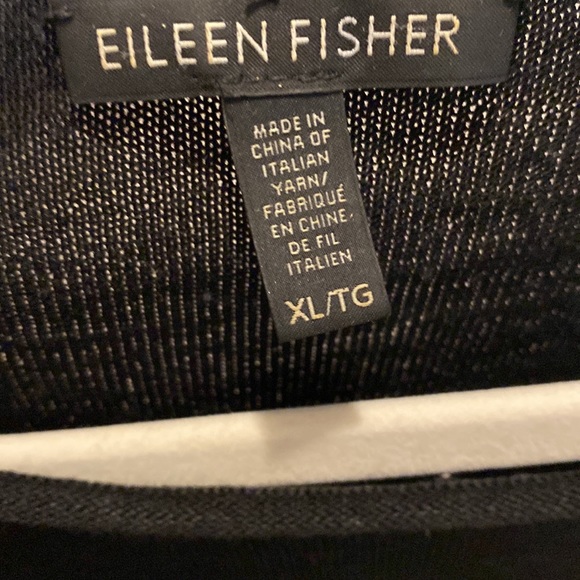 EILEEN FISHER
MADE IN
CHINA OF
ITALIAN
YARN/
FABRIQUÉ
EN CHINE
DE FIL
ITALIEN
XL/TG